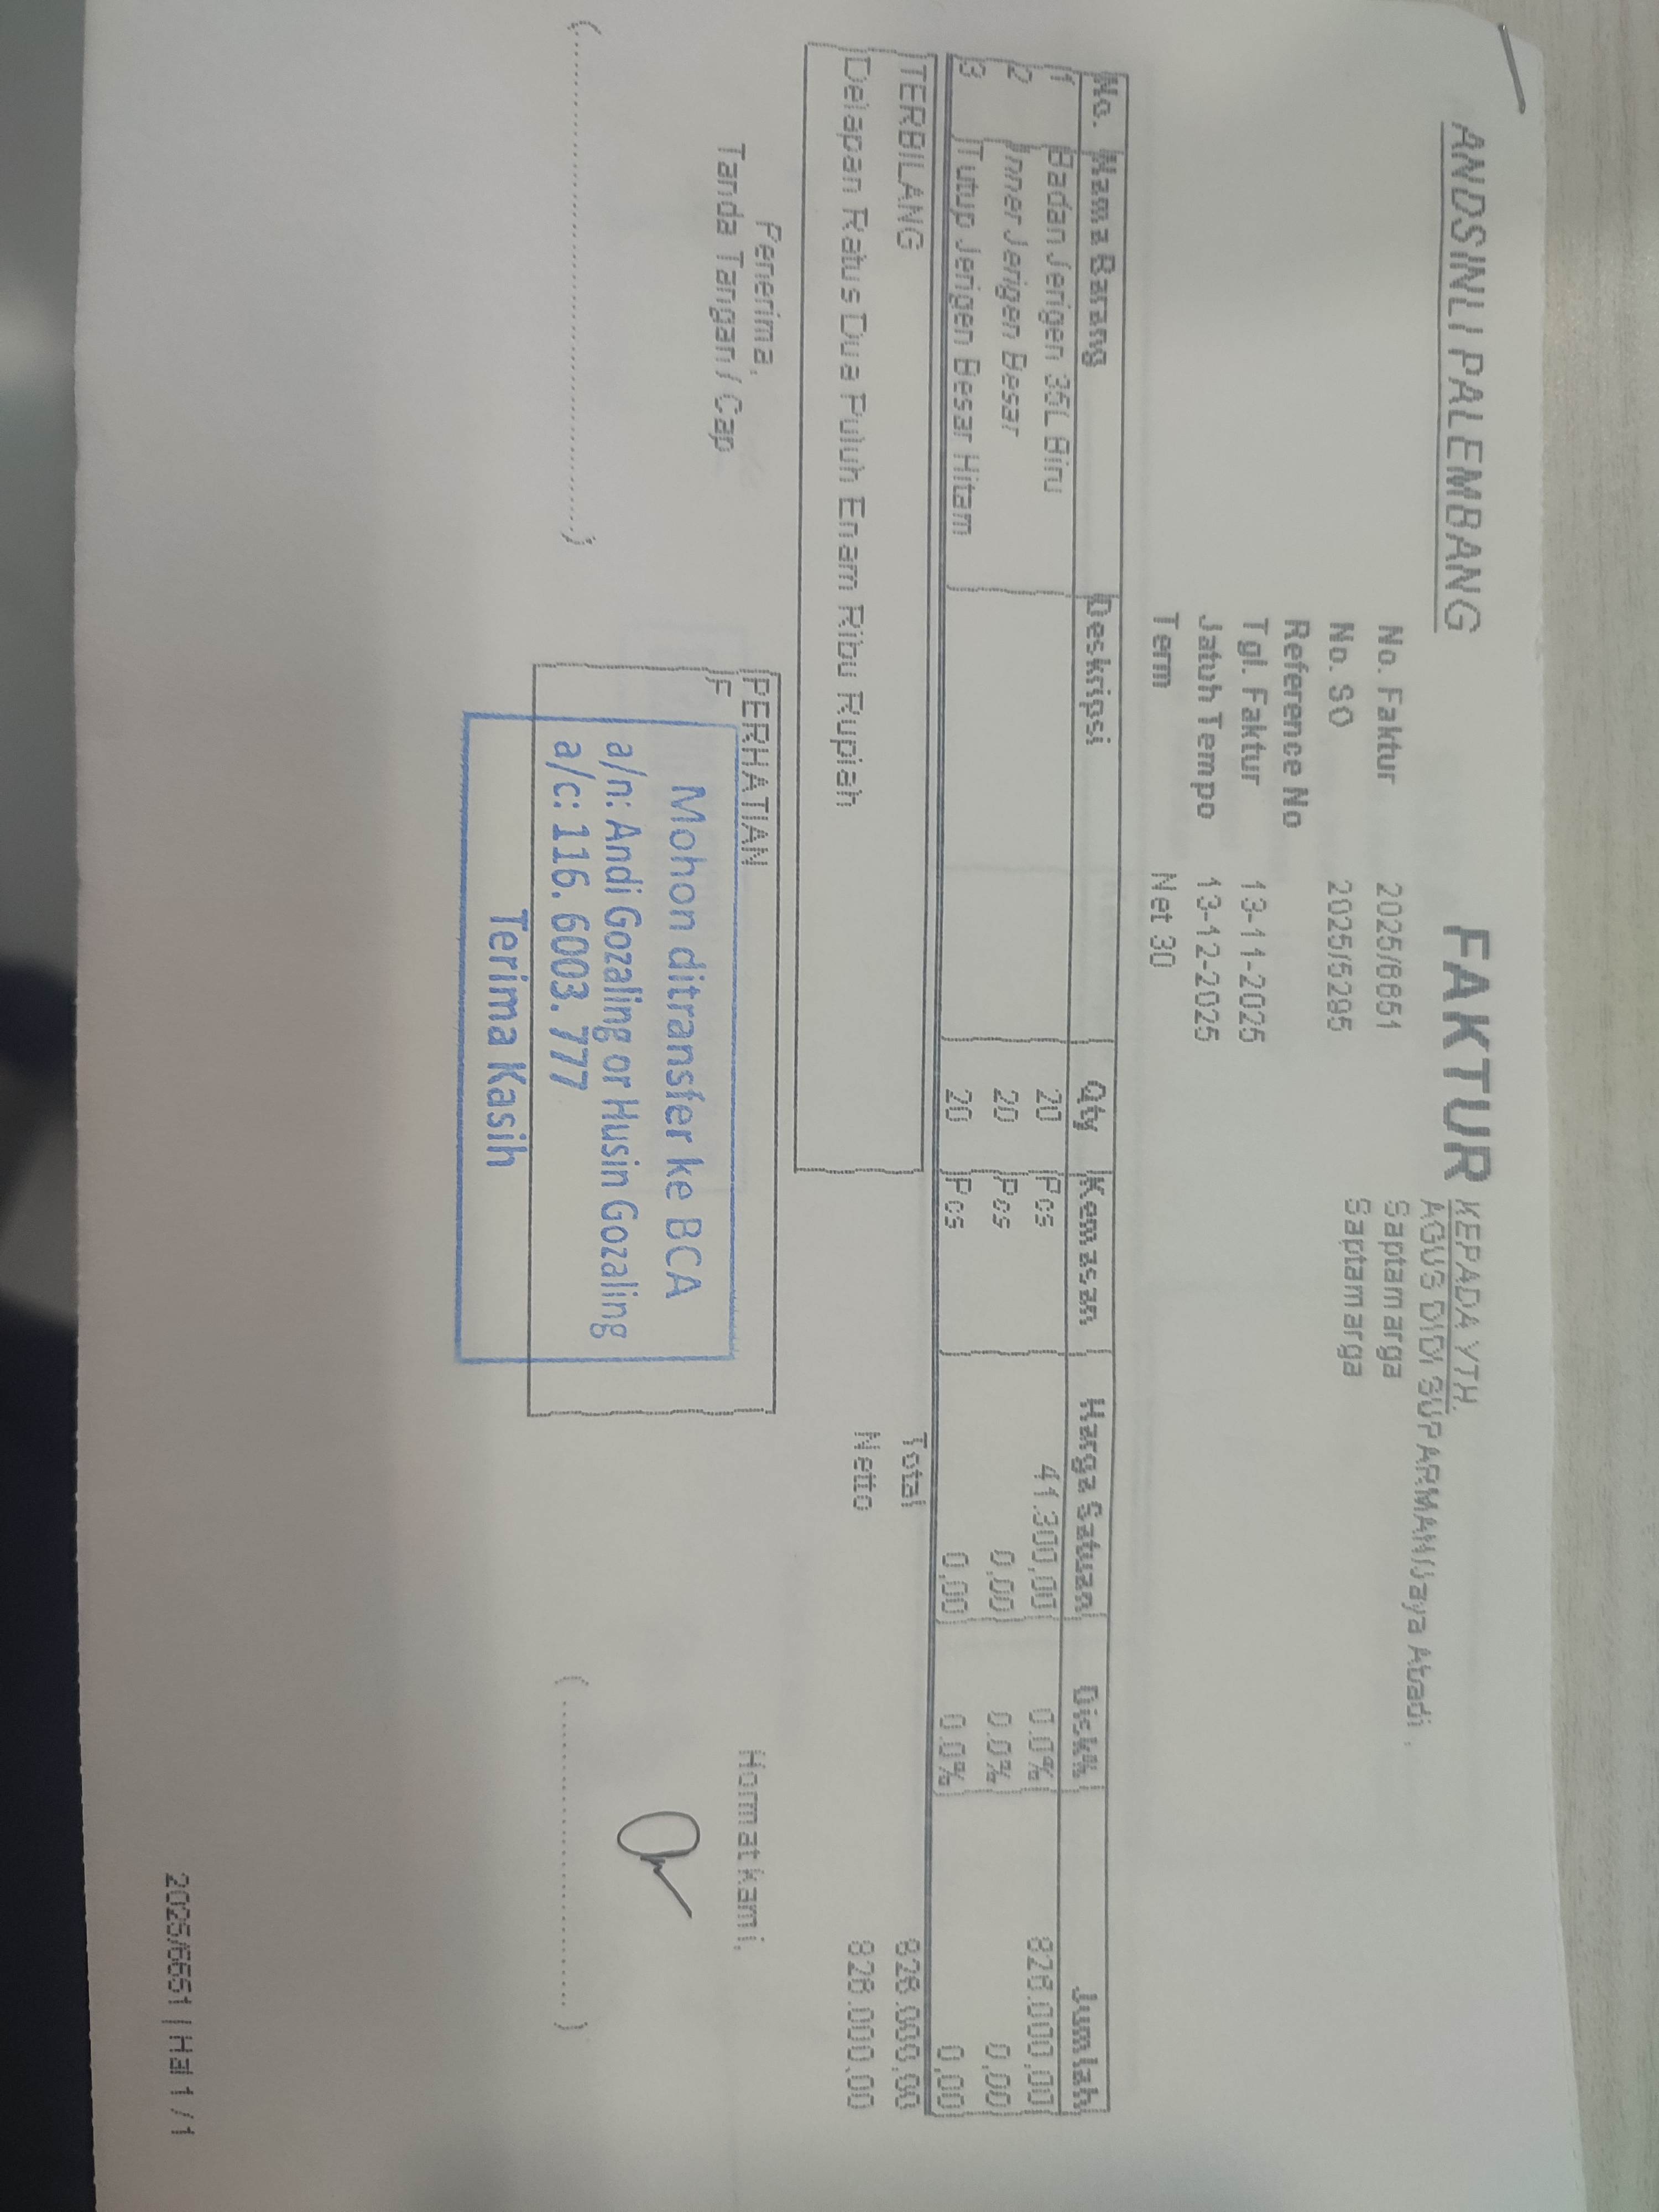 ANDSINLI PALEMBANG
FAKTUR
KEPADA YTH.
AGUS DIDI SUPARMAN(Jaya Abadi ,
Saptamarga
Saptamarga
No. Faktur 2025/6651
No. SO 2025/5295
Reference No
Tgl. Faktur 13-11-2025
Jatuh Tempo 13-12-2025
Term Net 30
No. Nama Barang Deskripsi Qty Kemasan Harga Satuan Disk% Jumlah
1 Badan Jerigen 35L Biru 20 Pcs 41.300,00 0.0% 826.000,00
2 Inner Jerigen Besar 20 Pcs 0,00 0.0% 0,00
3 Tutup Jerigen Besar Hitam 20 Pcs 0,00 0.0% 0,00
TERBILANG
Delapan Ratus Dua Puluh Enam Ribu Rupiah
Total 826.000,00
Netto 826.000,00
Penerima,
Tanda Tangan / Cap
PERHATIAN
Mohon ditransfer ke BCA
a/n: Andi Gozaling or Husin Gozaling
a/c: 116. 6003. 777
Terima Kasih
Hormat kami,
2025/6651 | Hal 1 / 1